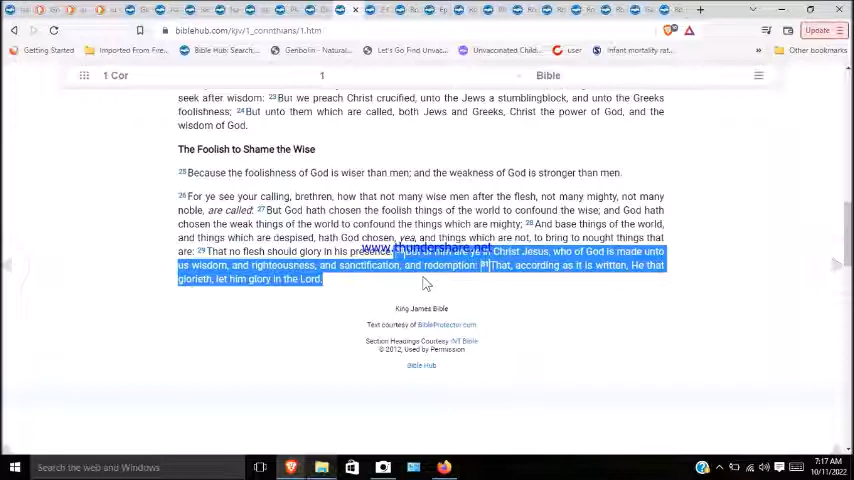 biblehub.com/kjv/1_corinthians/1.htm
Update
Getting Started
Imported From Fire...
Bible Hub: Search,...
Genbolin - Natural...
Let's Go Find Unvac...
Unvaccinated Child...
user
Infant mortality rat...
Other bookmarks
1 Cor
1
Bible
seek after wisdom: 23 But we preach Christ crucified, unto the Jews a stumblingblock, and unto the Greeks
foolishness; 24 But unto them which are called, both Jews and Greeks, Christ the power of God, and the
wisdom of God.
The Foolish to Shame the Wise
25 Because the foolishness of God is wiser than men; and the weakness of God is stronger than men.
26 For ye see your calling, brethren, how that not many wise men after the flesh, not many mighty, not many
noble, are called: 27 But God hath chosen the foolish things of the world to confound the wise; and God hath
chosen the weak things of the world to confound the things which are mighty; 28 And base things of the world,
and things which are despised, hath God chosen, yea, and things which are not, to bring to nought things that
www.thundershare.net
are: 29 That no flesh should glory in his presence. But of him are ye in Christ Jesus, who of God is made unto
us wisdom, and righteousness, and sanctification, and redemption: 31 That, according as it is written, He that
glorieth, let him glory in the Lord.
King James Bible
Text courtesy of BibleProtector.com
Section Headings Courtesy INT Bible
© 2012, Used by Permission
Bible Hub
Search the web and Windows
7:17 AM
10/11/2022